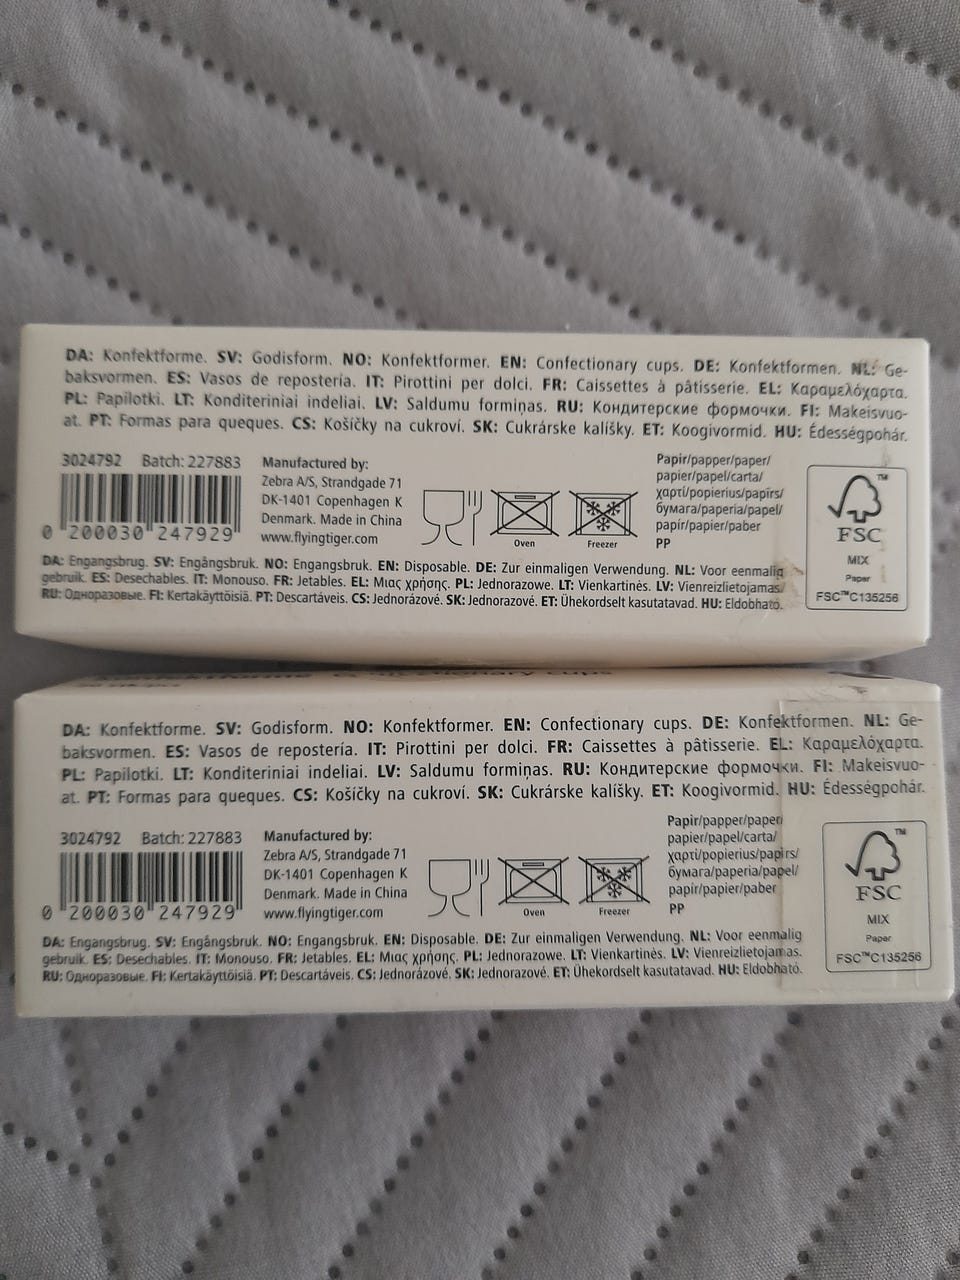 DA: Konfektforme. SV: Godisform. NO: Konfektformer. EN: Confectionary cups. DE: Konfektformen. NL: Ge-
baksvormen. ES: Vasos de repostería. IT: Pirottini per dolci. FR: Caissettes à pâtisserie. EL: Καραμελόχαρτα.
PL: Papilotki. LT: Konditeriniai indeliai. LV: Saldumu formiņas. RU: Кондитерские формочки. FI: Makeisvuo-
at. PT: Formas para queques. CS: Košíčky na cukroví. SK: Cukrárske kalíšky. ET: Koogivormid. HU: Édességpohár.
3024792 Batch: 227883
0 200030 247929
Manufactured by:
Zebra A/S, Strandgade 71
DK-1401 Copenhagen K
Denmark. Made in China
www.flyingtiger.com
Oven
Freezer
Papir/papper/paper/
papier/papel/carta/
χαρτί/popierius/papīrs/
бумага/paperia/papel/
papír/papier/paber
PP
TM
FSC
MIX
Paper
FSC™C135256
DA: Engangsbrug. SV: Engångsbruk. NO: Engangsbruk. EN: Disposable. DE: Zur einmaligen Verwendung. NL: Voor eenmalig
gebruik. ES: Desechables. IT: Monouso. FR: Jetables. EL: Μιας χρήσης. PL: Jednorazowe. LT: Vienkartinės. LV: Vienreizlietojamas.
RU: Одноразовые. FI: Kertakäyttöisiä. PT: Descartáveis. CS: Jednorázové. SK: Jednorazové. ET: Ühekordselt kasutatavad. HU: Eldobható.
cups
DA: Konfektforme. SV: Godisform. NO: Konfektformer. EN: Confectionary cups. DE: Konfektformen. NL: Ge-
baksvormen. ES: Vasos de repostería. IT: Pirottini per dolci. FR: Caissettes à pâtisserie. EL: Καραμελόχαρτα.
PL: Papilotki. LT: Konditeriniai indeliai. LV: Saldumu formiņas. RU: Кондитерские формочки. FI: Makeisvuo-
at. PT: Formas para queques. CS: Košíčky na cukroví. SK: Cukrárske kalíšky. ET: Koogivormid. HU: Édességpohár.
3024792 Batch: 227883
0 200030 247929
Manufactured by:
Zebra A/S, Strandgade 71
DK-1401 Copenhagen K
Denmark. Made in China
www.flyingtiger.com
Oven
Freezer
Papir/papper/paper/
papier/papel/carta/
χαρτί/popierius/papīrs/
бумага/paperia/papel/
papír/papier/paber
PP
TM
FSC
MIX
Paper
FSC™C135256
DA: Engangsbrug. SV: Engångsbruk. NO: Engangsbruk. EN: Disposable. DE: Zur einmaligen Verwendung. NL: Voor eenmalig
gebruik. ES: Desechables. IT: Monouso. FR: Jetables. EL: Μιας χρήσης. PL: Jednorazowe. LT: Vienkartinės. LV: Vienreizlietojamas.
RU: Одноразовые. FI: Kertakäyttöisiä. PT: Descartáveis. CS: Jednorázové. SK: Jednorazové. ET: Ühekordselt kasutatavad. HU: Eldobható.